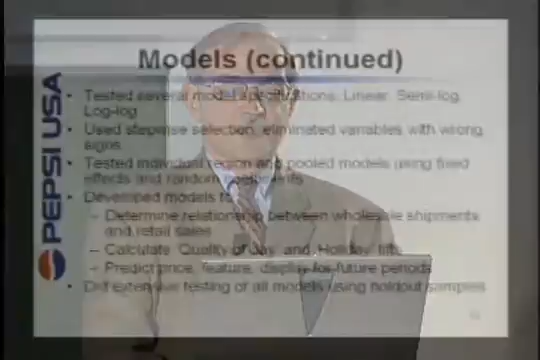 Models (continued)
PEPSI USA
• Tested several model specifications: Linear, Semi-log,
Log-log
• Used stepwise selection, eliminated variables with wrong
signs
• Tested individual region and pooled models using fixed
effects and random coefficients
• Developed models to
– Determine relationship between wholesale shipments
and retail sales
– Calculate Quality of Day and Holiday lifts
– Predict price, feature, display for future periods
• Did extensive testing of all models using holdout samples